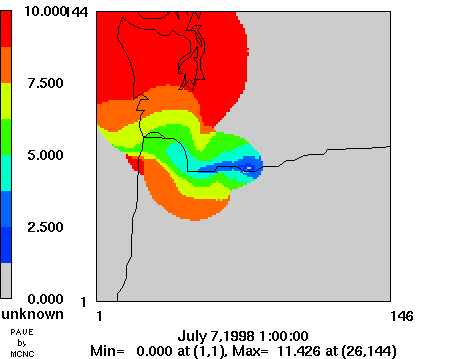 10.000
144
7.500
5.000
2.500
0.000
1
unknown
1
146
PAVE
by
MCNC
July 7,1998 1:00:00
Min= 0.000 at (1,1), Max= 11.426 at (26,144)